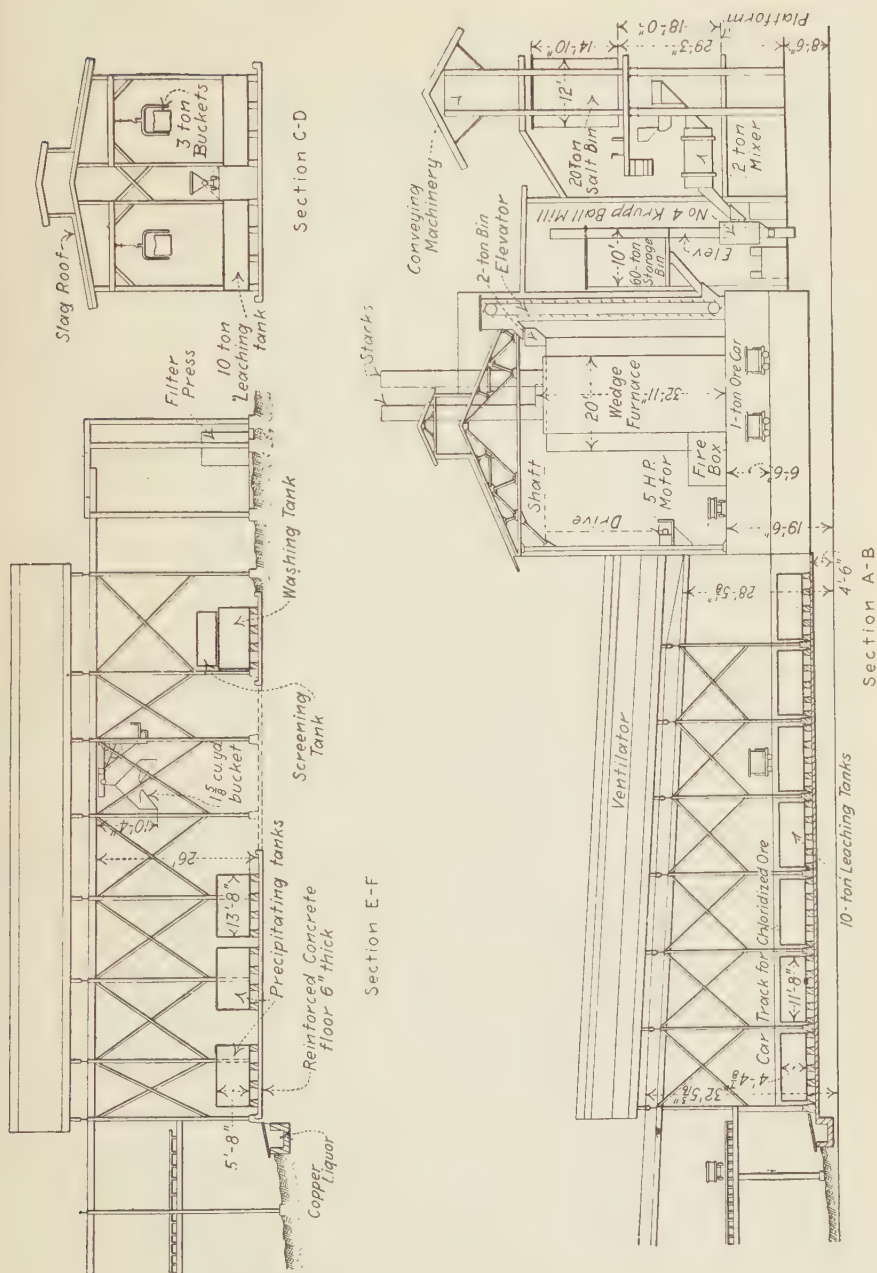 Slag Roof
3 ton
Buckets
Section C-D
Filter
Press
10 ton
Leaching
tank
Washing Tank
Screening
Tank
1 5/8 cu.yd.
bucket
10'-4"
26'
Precipitating tanks
13'-8"
Reinforced Concrete
floor 6" thick
5'-8"
Copper
Liquor
Section E-F
Stacks
Conveying
Machinery
2-ton Bin
Elevator
14'-10"
12'
20 Ton
Salt Bin
18'-0"
29'-3"
Platform
8'-6"
No 4 Krupp Ball Mill
10'
60-ton
Storage
Bin
Elev
2 ton
Mixer
Shaft
Drive
5 HP.
Motor
20'
Wedge
Furnace
32'-11"
Fire
Box
1-ton Ore Car
6'-6"
19'-6"
4'-6"
28'-5 5/8"
Ventilator
Car Track for Chloridized Ore
11'-8"
32'5 3/16"
4'-4 1/8"
10-ton Leaching Tanks
Section A-B